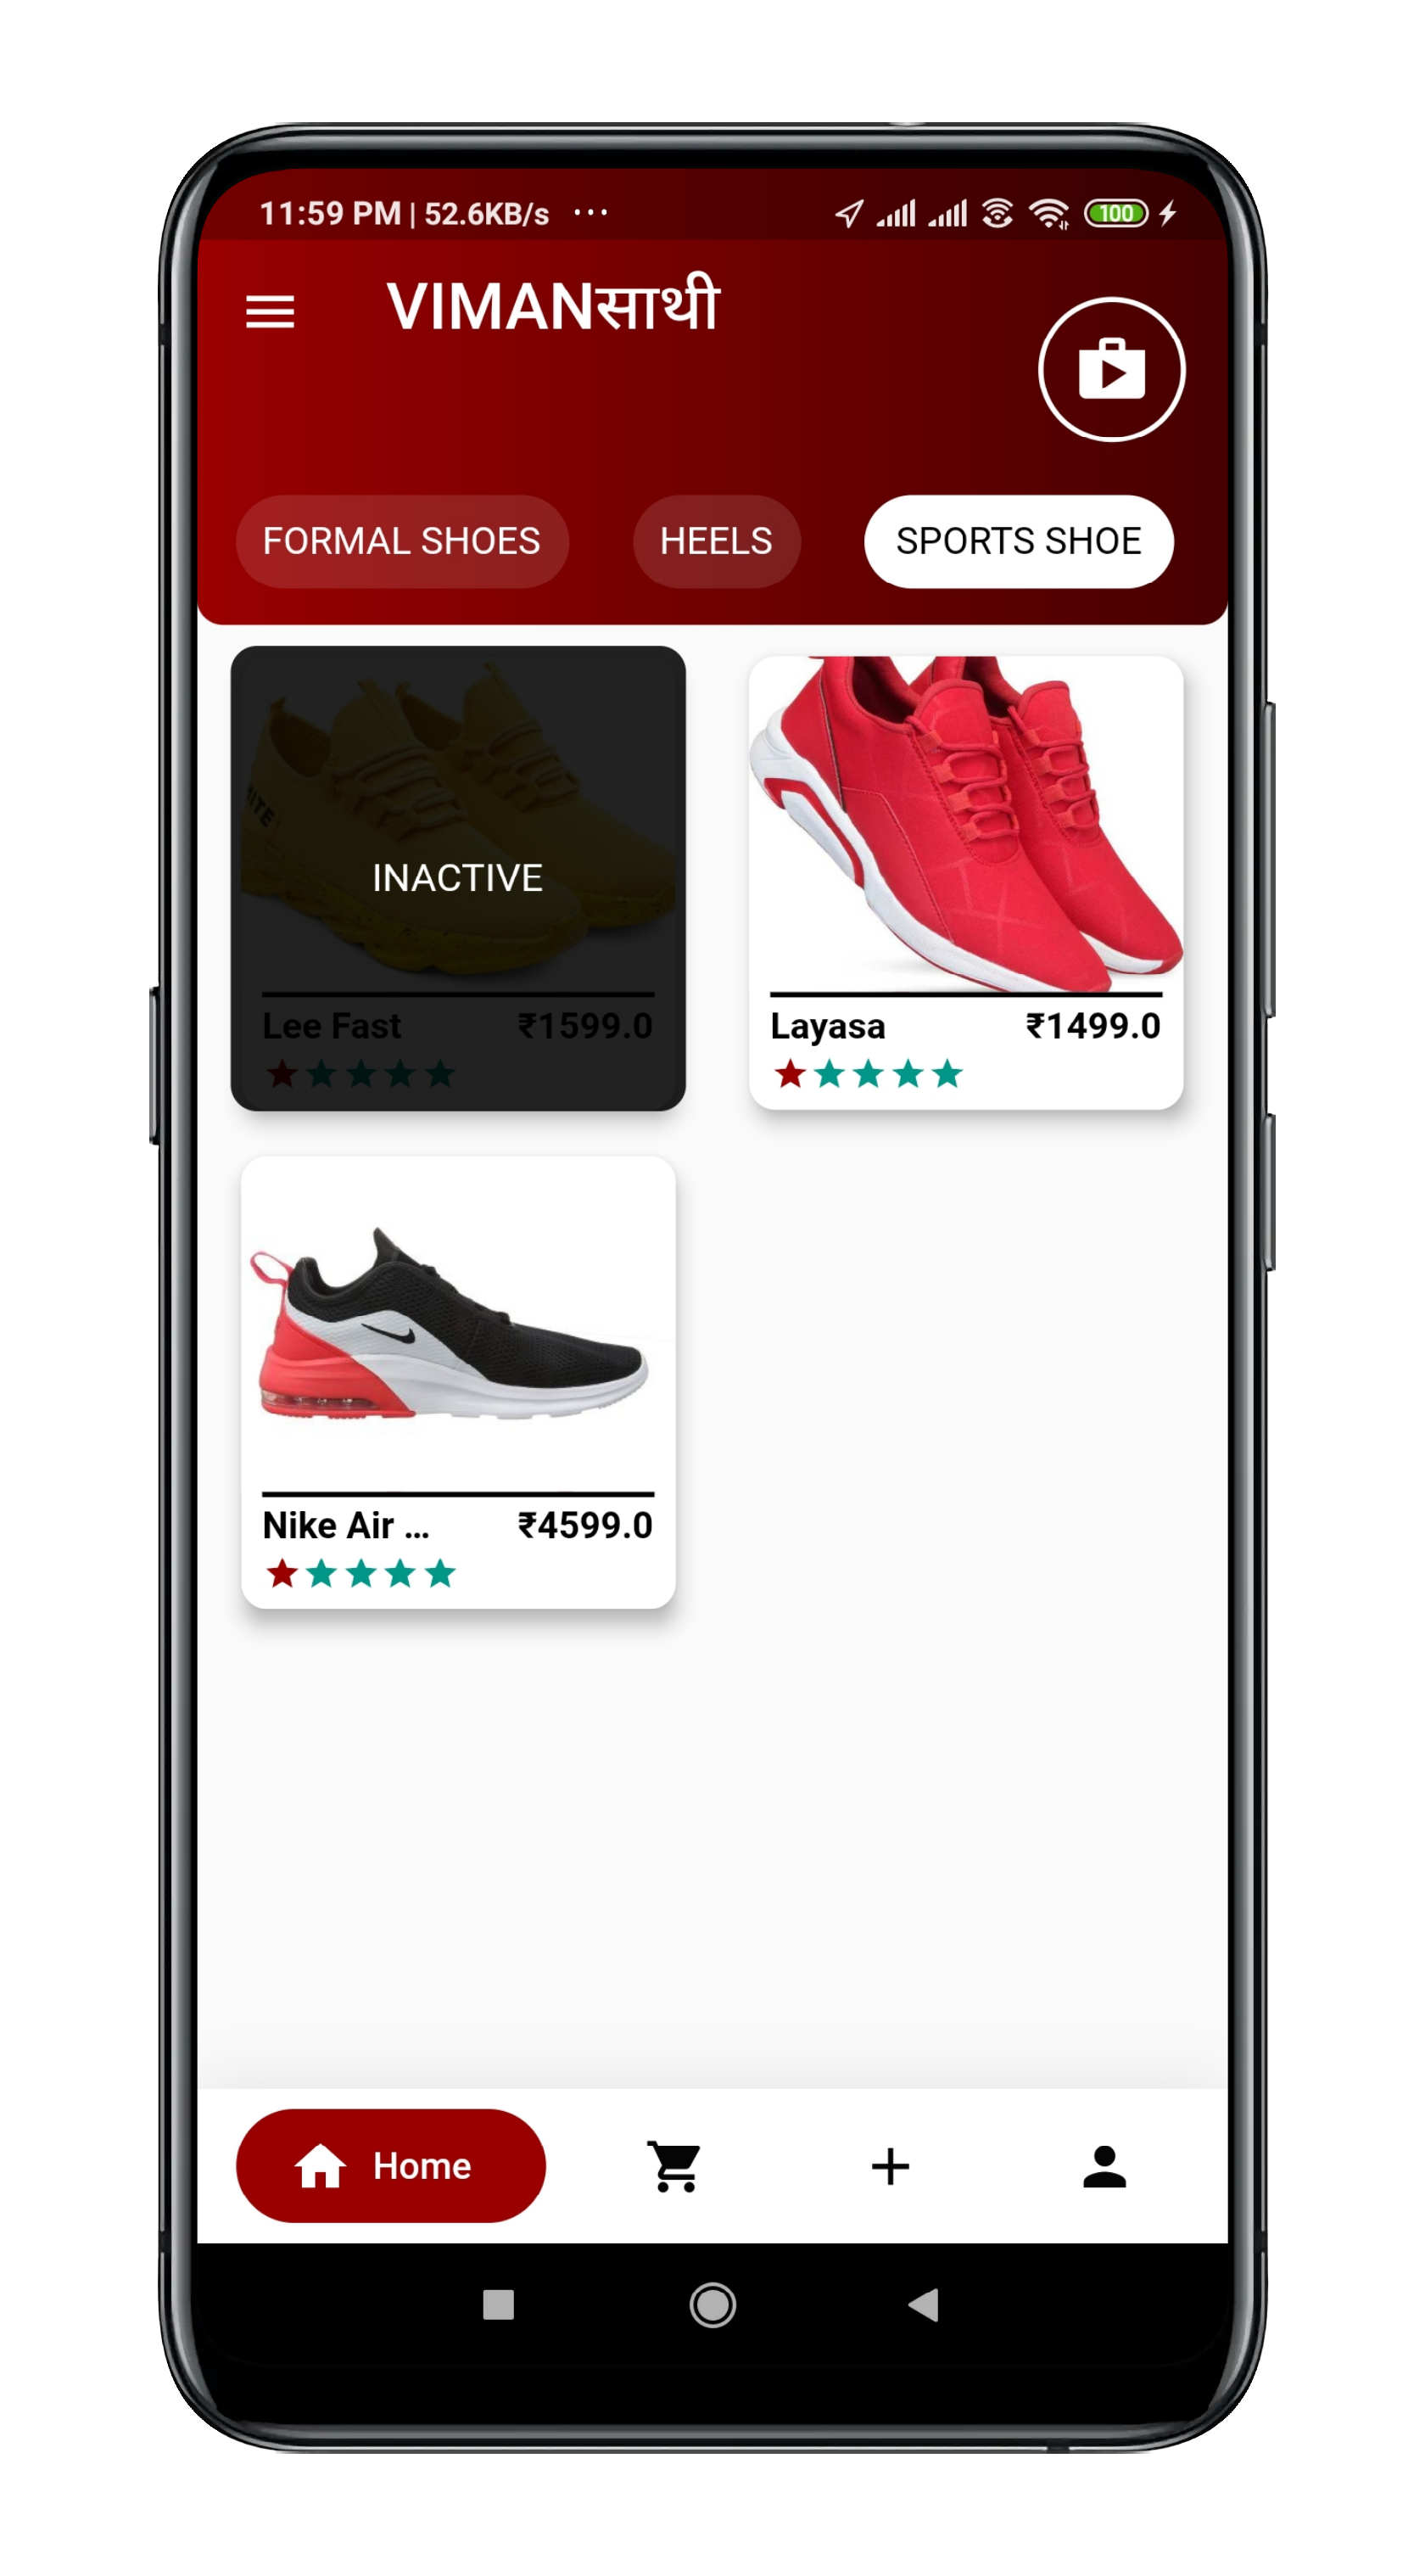 11:59 PM | 52.6KB/s ...
100
VIMANसाथी
FORMAL SHOES HEELS SPORTS SHOE
INACTIVE
Lee Fast ₹1599.0
Layasa ₹1499.0
Nike Air ... ₹4599.0
Home